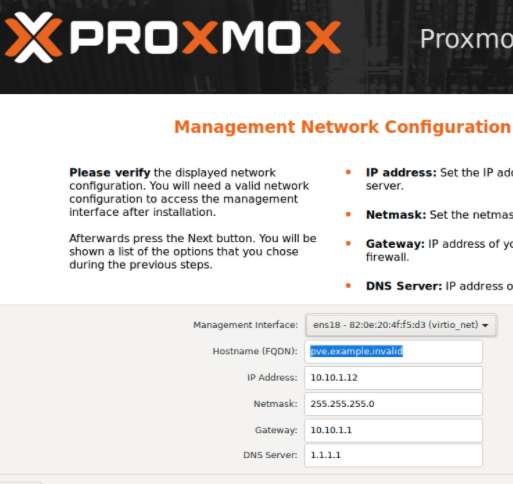 PROXMOX
Proxmo
Management Network Configuration
Please verify the displayed network
configuration. You will need a valid network
configuration to access the management
interface after installation.
Afterwards press the Next button. You will be
shown a list of the options that you chose
during the previous steps.
• IP address: Set the IP add
server.
• Netmask: Set the netmas
• Gateway: IP address of yo
firewall.
• DNS Server: IP address o
Management Interface: ens18 - 82:0e:20:4f:f5:d3 (virtio_net)
Hostname (FQDN): pve.example.invalid
IP Address: 10.10.1.12
Netmask: 255.255.255.0
Gateway: 10.10.1.1
DNS Server: 1.1.1.1